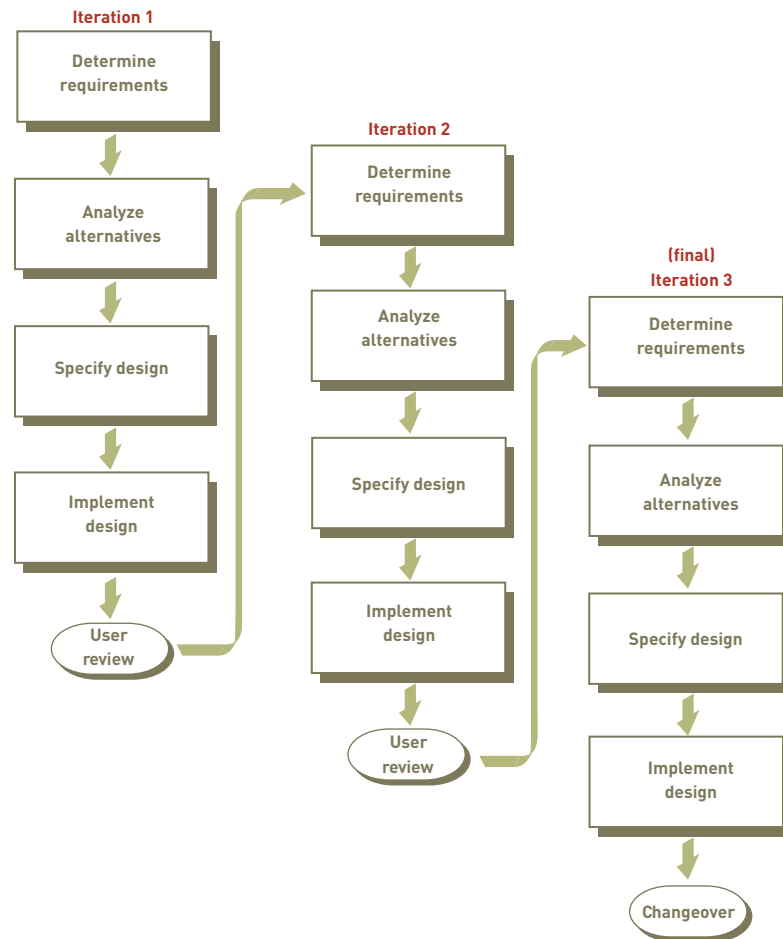 Iteration 1
Determine
requirements
Analyze
alternatives
Specify design
Implement
design
User
review
Iteration 2
Determine
requirements
Analyze
alternatives
Specify design
Implement
design
User
review
(final)
Iteration 3
Determine
requirements
Analyze
alternatives
Specify design
Implement
design
Changeover